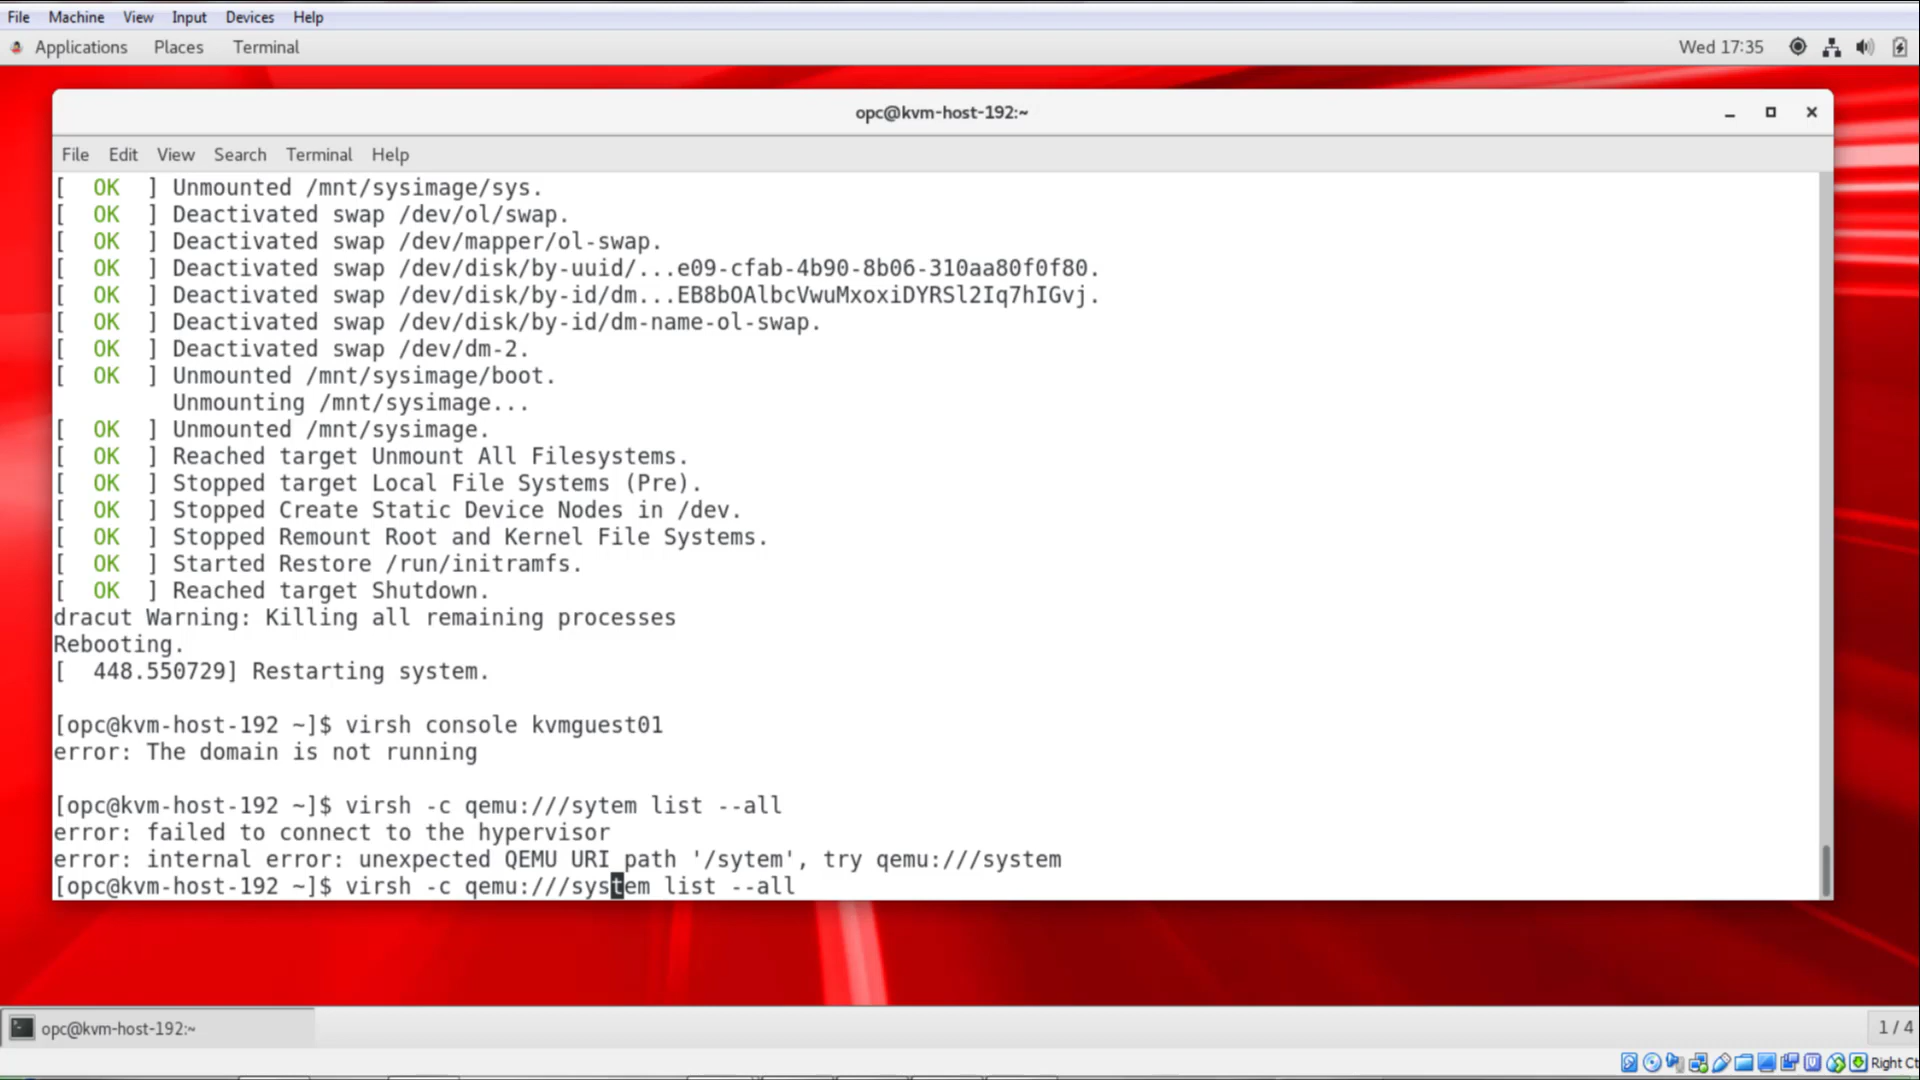 File Machine View Input Devices Help
Applications Places Terminal Wed 17:35
opc@kvm-host-192:~
File Edit View Search Terminal Help
[  OK  ] Unmounted /mnt/sysimage/sys.
[  OK  ] Deactivated swap /dev/ol/swap.
[  OK  ] Deactivated swap /dev/mapper/ol-swap.
[  OK  ] Deactivated swap /dev/disk/by-uuid/...e09-cfab-4b90-8b06-310aa80f0f80.
[  OK  ] Deactivated swap /dev/disk/by-id/dm...EB8bOAlbcVwuMxoxiDYRSl2Iq7hIGvj.
[  OK  ] Deactivated swap /dev/disk/by-id/dm-name-ol-swap.
[  OK  ] Deactivated swap /dev/dm-2.
[  OK  ] Unmounted /mnt/sysimage/boot.
         Unmounting /mnt/sysimage...
[  OK  ] Unmounted /mnt/sysimage.
[  OK  ] Reached target Unmount All Filesystems.
[  OK  ] Stopped target Local File Systems (Pre).
[  OK  ] Stopped Create Static Device Nodes in /dev.
[  OK  ] Stopped Remount Root and Kernel File Systems.
[  OK  ] Started Restore /run/initramfs.
[  OK  ] Reached target Shutdown.
dracut Warning: Killing all remaining processes
Rebooting.
[  448.550729] Restarting system.
[opc@kvm-host-192 ~]$ virsh console kvmguest01
error: The domain is not running
[opc@kvm-host-192 ~]$ virsh -c qemu:///sytem list --all
error: failed to connect to the hypervisor
error: internal error: unexpected QEMU URI path '/sytem', try qemu:///system
[opc@kvm-host-192 ~]$ virsh -c qemu:///system list --all
opc@kvm-host-192:~ 1 / 4
Right Ct